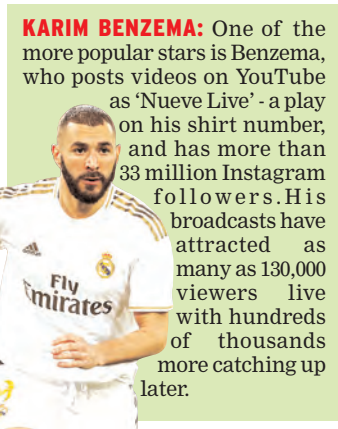 KARIM BENZEMA: One of the
more popular stars is Benzema,
who posts videos on YouTube
as ‘Nueve Live’ - a play
on his shirt number,
and has more than
33 million Instagram
followers.His
broadcasts have
attracted as
many as 130,000
viewers live
with hundreds
of thousands
more catching up
later.
Fly
Emirates